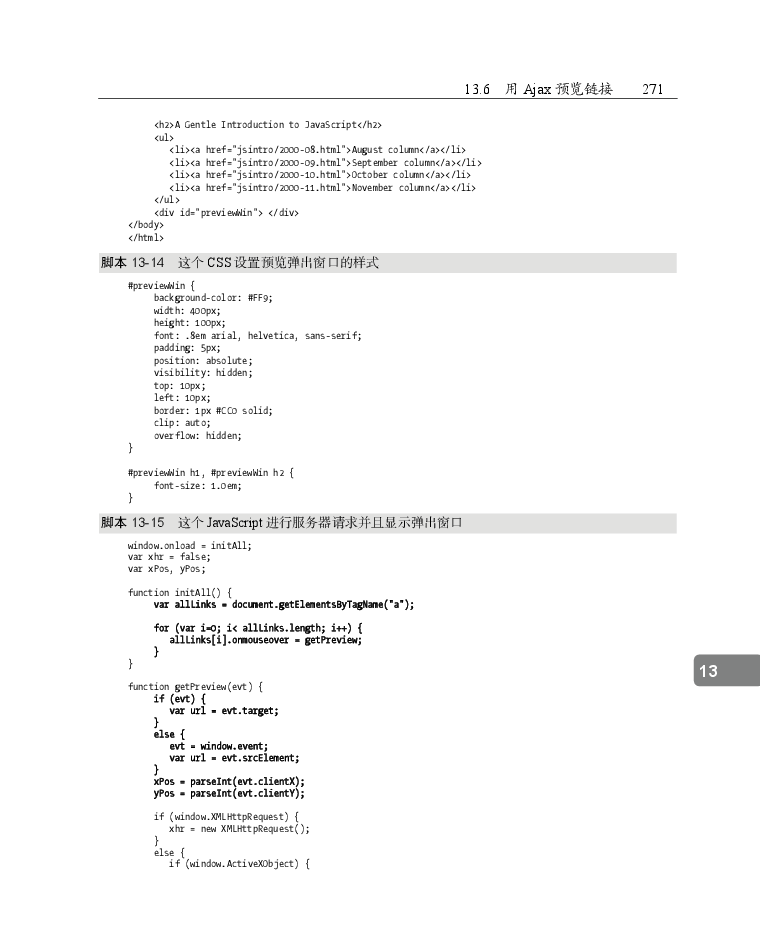 13.6 用 Ajax 预览链接 271
<h2>A Gentle Introduction to JavaScript</h2>
<ul>
<li><a href="jsintro/2000-08.html">August column</a></li>
<li><a href="jsintro/2000-09.html">September column</a></li>
<li><a href="jsintro/2000-10.html">October column</a></li>
<li><a href="jsintro/2000-11.html">November column</a></li>
</ul>
<div id="previewWin"> </div>
</body>
</html>
脚本 13-14 这个 CSS 设置预览弹出窗口的样式
#previewWin {
background-color: #FF9;
width: 400px;
height: 100px;
font: .8em arial, helvetica, sans-serif;
padding: 5px;
position: absolute;
visibility: hidden;
top: 10px;
left: 10px;
border: 1px #CC0 solid;
clip: auto;
overflow: hidden;
}
#previewWin h1, #previewWin h2 {
font-size: 1.0em;
}
脚本 13-15 这个 JavaScript 进行服务器请求并且显示弹出窗口
window.onload = initAll;
var xhr = false;
var xPos, yPos;
function initAll() {
var allLinks = document.getElementsByTagName("a");
for (var i=0; i< allLinks.length; i++) {
allLinks[i].onmouseover = getPreview;
}
}
13
function getPreview(evt) {
if (evt) {
var url = evt.target;
}
else {
evt = window.event;
var url = evt.srcElement;
}
xPos = parseInt(evt.clientX);
yPos = parseInt(evt.clientY);
if (window.XMLHttpRequest) {
xhr = new XMLHttpRequest();
}
else {
if (window.ActiveXObject) {